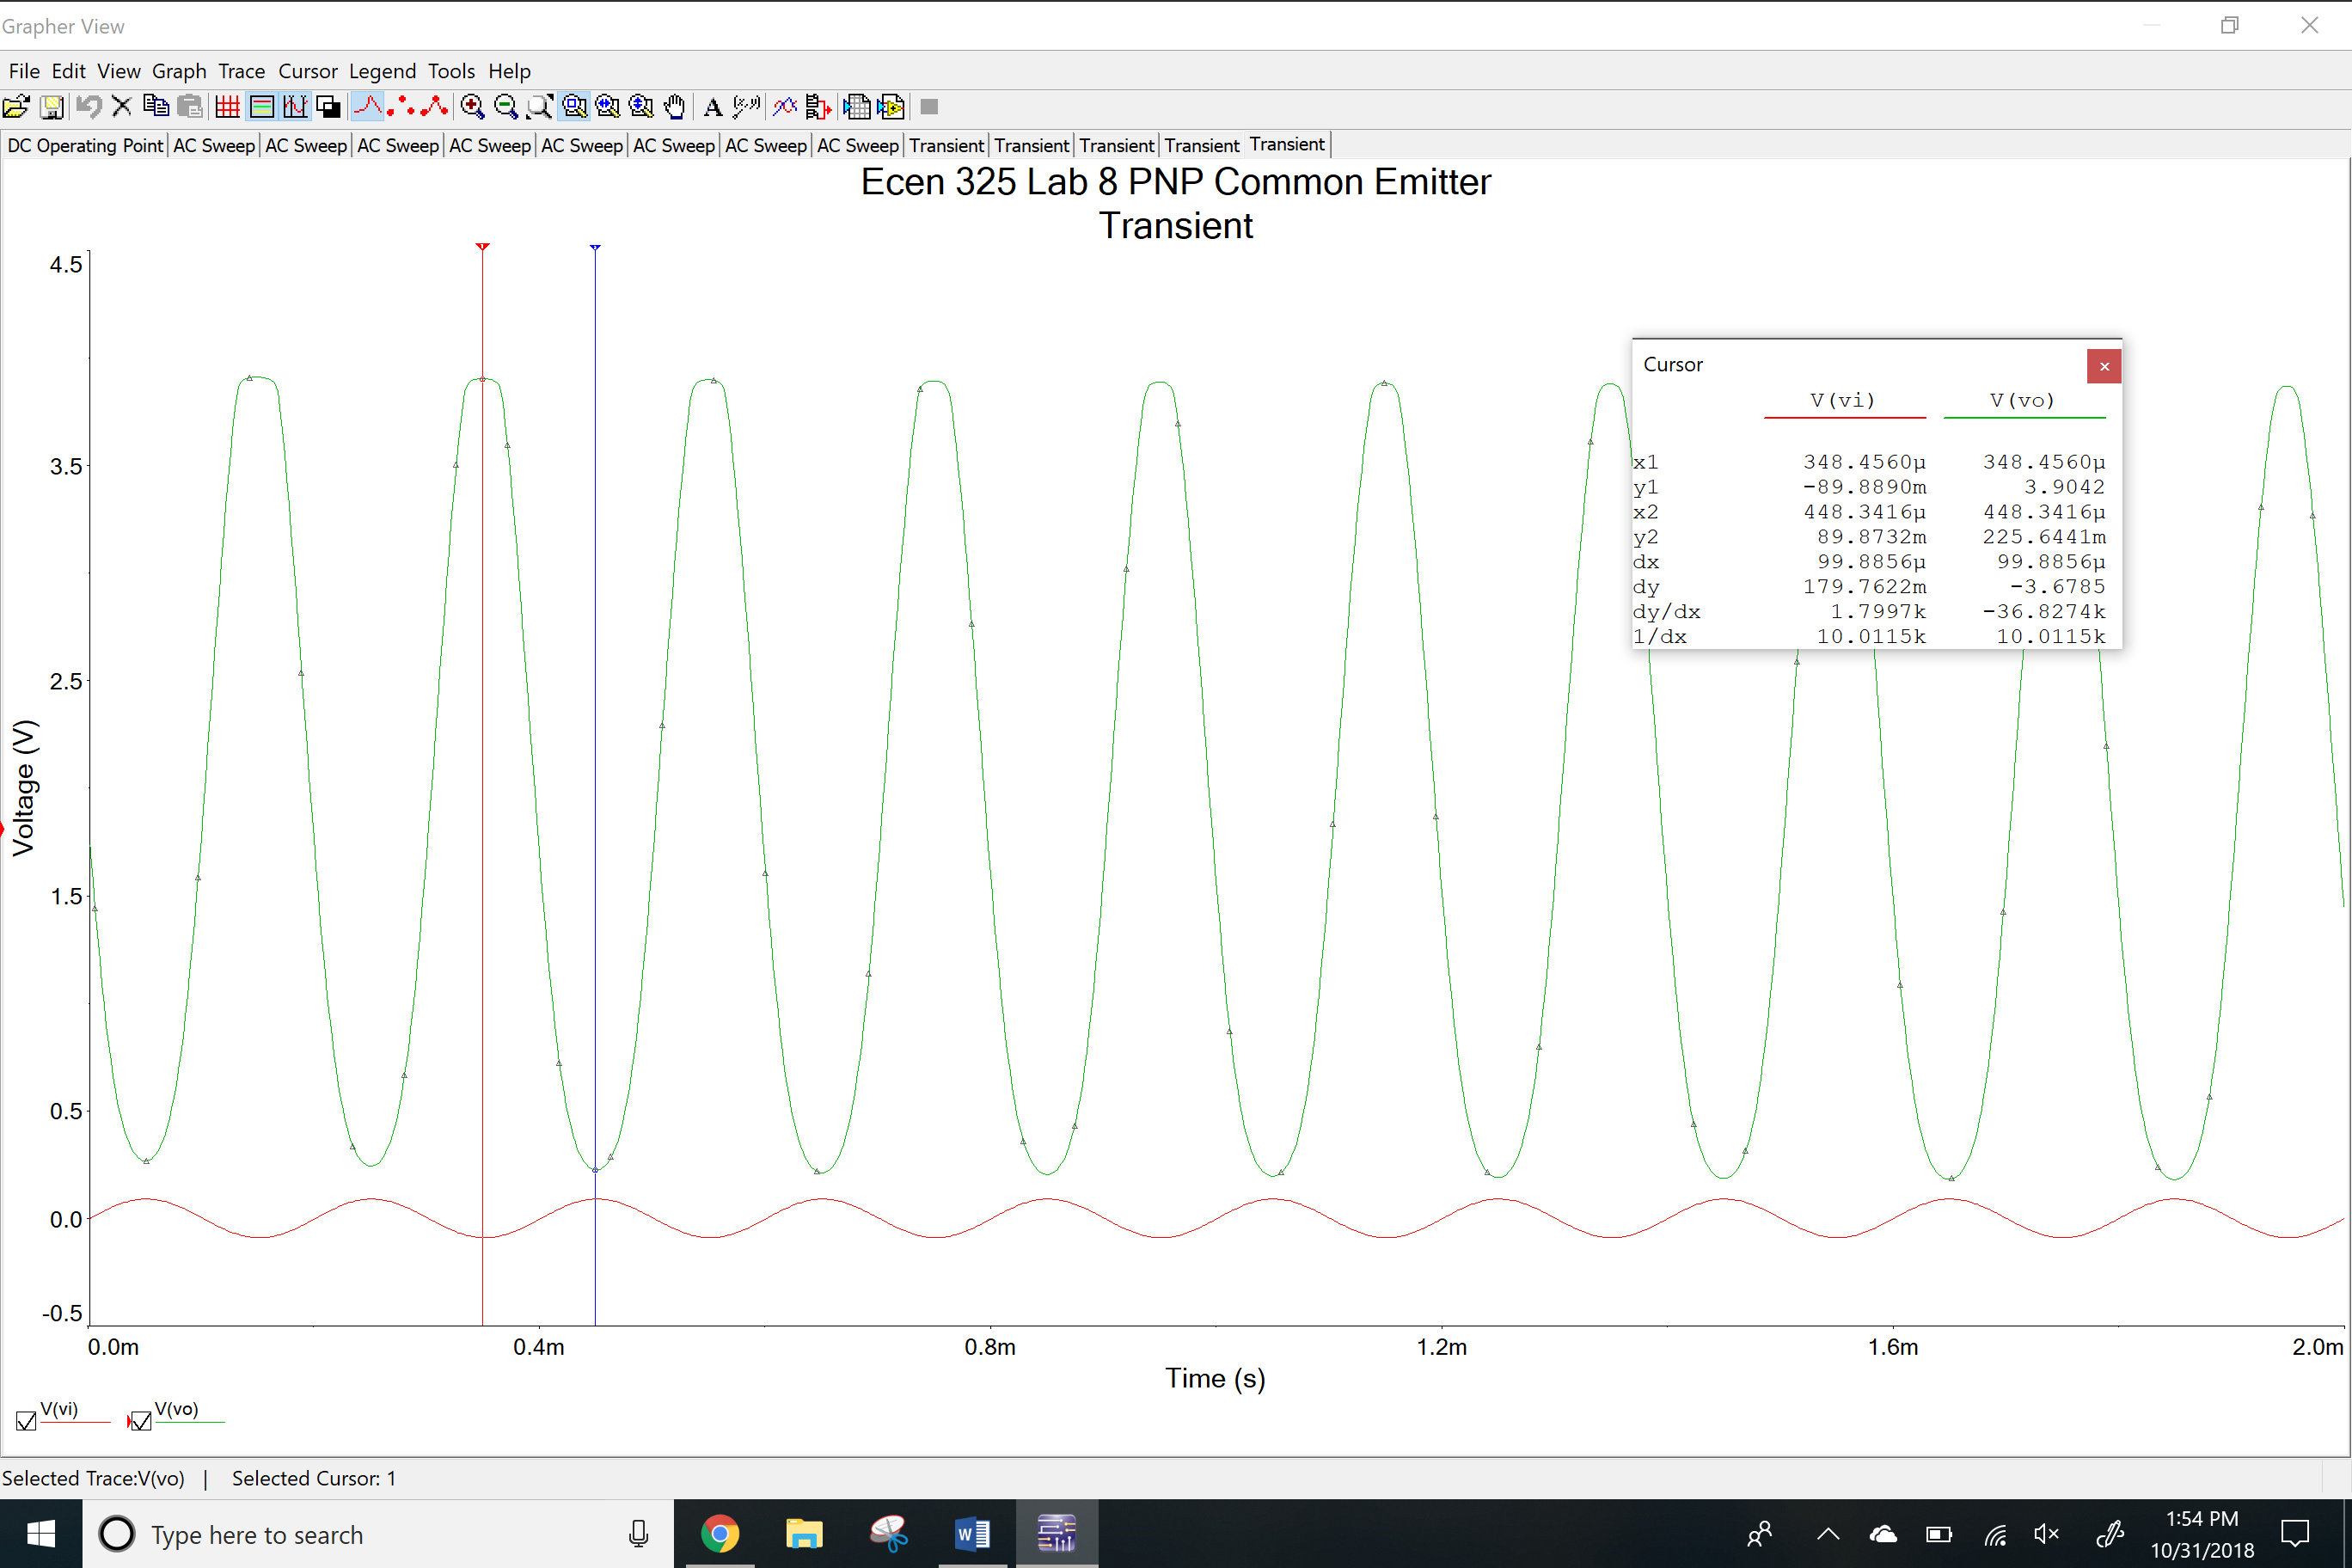 Grapher View
File Edit View Graph Trace Cursor Legend Tools Help
DC Operating Point AC Sweep AC Sweep AC Sweep AC Sweep AC Sweep AC Sweep AC Sweep AC Sweep Transient Transient Transient Transient Transient
Ecen 325 Lab 8 PNP Common Emitter
Transient
4.5
3.5
2.5
1.5
0.5
0.0
-0.5
Voltage (V)
Cursor
V(vi) V(vo)
x1 348.4560µ 348.4560µ
y1 -89.8890m 3.9042
x2 448.3416µ 448.3416µ
y2 89.8732m 225.6441m
dx 99.8856µ 99.8856µ
dy 179.7622m -3.6785
dy/dx 1.7997k -36.8274k
1/dx 10.0115k 10.0115k
0.0m 0.4m 0.8m 1.2m 1.6m 2.0m
Time (s)
V(vi) V(vo)
Selected Trace:V(vo) | Selected Cursor: 1
Type here to search
1:54 PM
10/31/2018